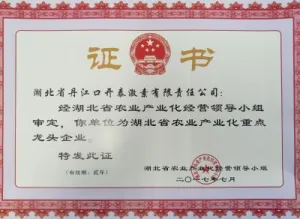 证书
湖北省丹江口开泰激素有限责任公司：
经湖北省农业产业化经营领导小组
审定，你单位为湖北省农业产业化重点
龙头企业。
特发此证
（有效期：贰年）
湖北省农业产业化经营领导小组
二〇一七年七月